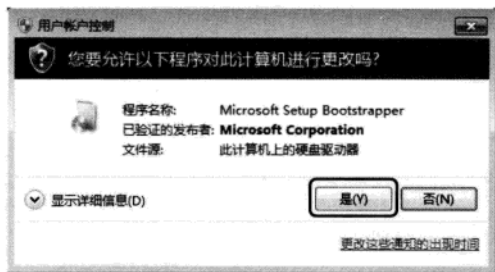 用户帐户控制
您要允许以下程序对此计算机进行更改吗?
程序名称: Microsoft Setup Bootstrapper
已验证的发布者: Microsoft Corporation
文件源: 此计算机上的硬盘驱动器
显示详细信息(D)
是(Y)
否(N)
更改这些通知的出现时间